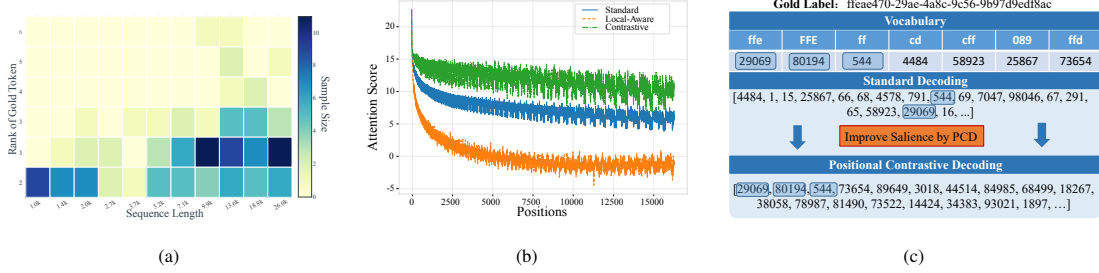 6
5
4
3
2
Rank of Gold Token
1.0k
1.4k
2.0k
2.7k
3.7k
5.2k
7.1k
9.9k
13.6k
18.8k
26.0k
Sequence Length
10
8
6
4
2
0
Sample Size
(a)
25
20
15
10
5
0
−5
Attention Score
Standard
Local-Aware
Contrastive
0
2500
5000
7500
10000
12500
15000
Positions
(b)
Gold Label: ffeae470-29ae-4a8c-9c56-9b97d9edf8ac
Vocabulary
ffe FFE ff cd cff 089 ffd
29069 80194 544 4484 58923 25867 73654
Standard Decoding
[4484, 1, 15, 25867, 66, 68, 4578, 791, 544, 69, 7047, 98046, 67, 291,
65, 58923, 29069, 16, ...]
Improve Salience by PCD
Positional Contrastive Decoding
[29069, 80194, 544, 73654, 89649, 3018, 44514, 84985, 68499, 18267,
38058, 78987, 81490, 73522, 14424, 34383, 93021, 1897, …]
(c)